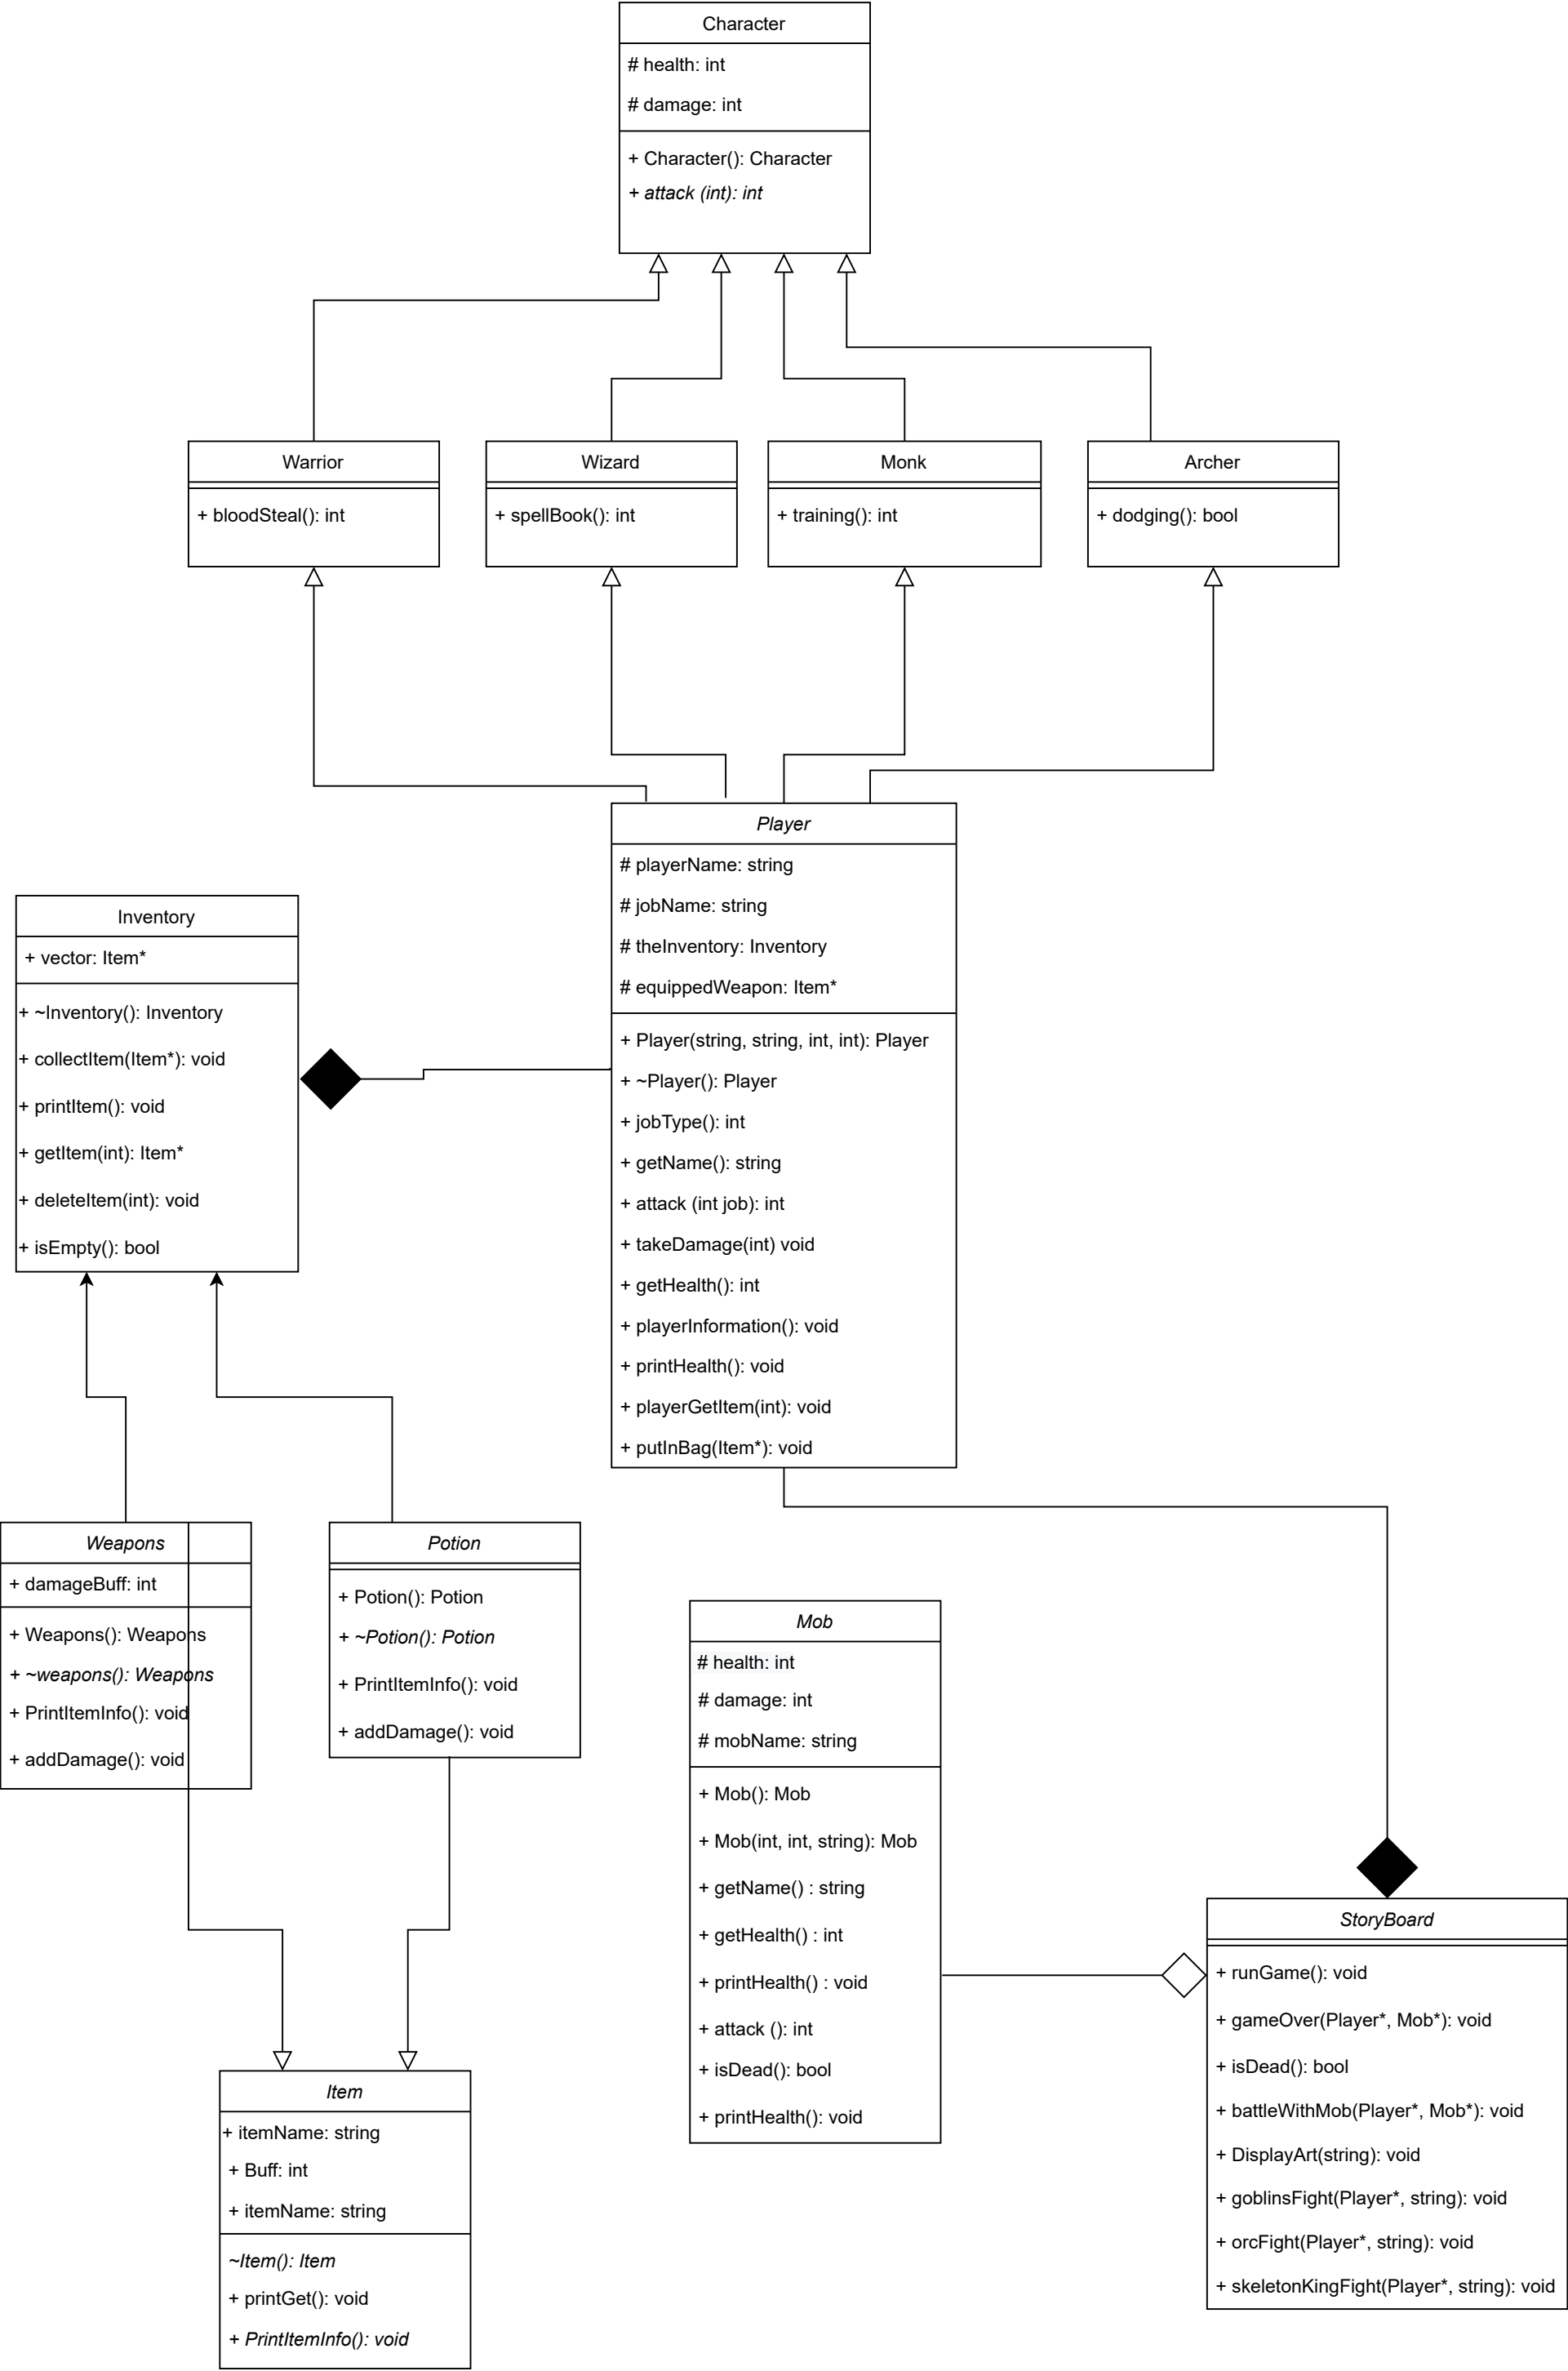 Character
# health: int
# damage: int
+ Character(): Character
+ attack (int): int
Warrior
+ bloodSteal(): int
Wizard
+ spellBook(): int
Monk
+ training(): int
Archer
+ dodging(): bool
Player
# playerName: string
# jobName: string
# theInventory: Inventory
# equippedWeapon: Item*
+ Player(string, string, int, int): Player
+ ~Player(): Player
+ jobType(): int
+ getName(): string
+ attack (int job): int
+ takeDamage(int) void
+ getHealth(): int
+ playerInformation(): void
+ printHealth(): void
+ playerGetItem(int): void
+ putInBag(Item*): void
Inventory
+ vector: Item*
+ ~Inventory(): Inventory
+ collectItem(Item*): void
+ printItem(): void
+ getItem(int): Item*
+ deleteItem(int): void
+ isEmpty(): bool
Weapons
+ damageBuff: int
+ Weapons(): Weapons
+ ~weapons(): Weapons
+ PrintItemInfo(): void
+ addDamage(): void
Potion
+ Potion(): Potion
+ ~Potion(): Potion
+ PrintItemInfo(): void
+ addDamage(): void
Mob
# health: int
# damage: int
# mobName: string
+ Mob(): Mob
+ Mob(int, int, string): Mob
+ getName() : string
+ getHealth() : int
+ printHealth() : void
+ attack (): int
+ isDead(): bool
+ printHealth(): void
StoryBoard
+ runGame(): void
+ gameOver(Player*, Mob*): void
+ isDead(): bool
+ battleWithMob(Player*, Mob*): void
+ DisplayArt(string): void
+ goblinsFight(Player*, string): void
+ orcFight(Player*, string): void
+ skeletonKingFight(Player*, string): void
Item
+ itemName: string
+ Buff: int
+ itemName: string
~Item(): Item
+ printGet(): void
+ PrintItemInfo(): void